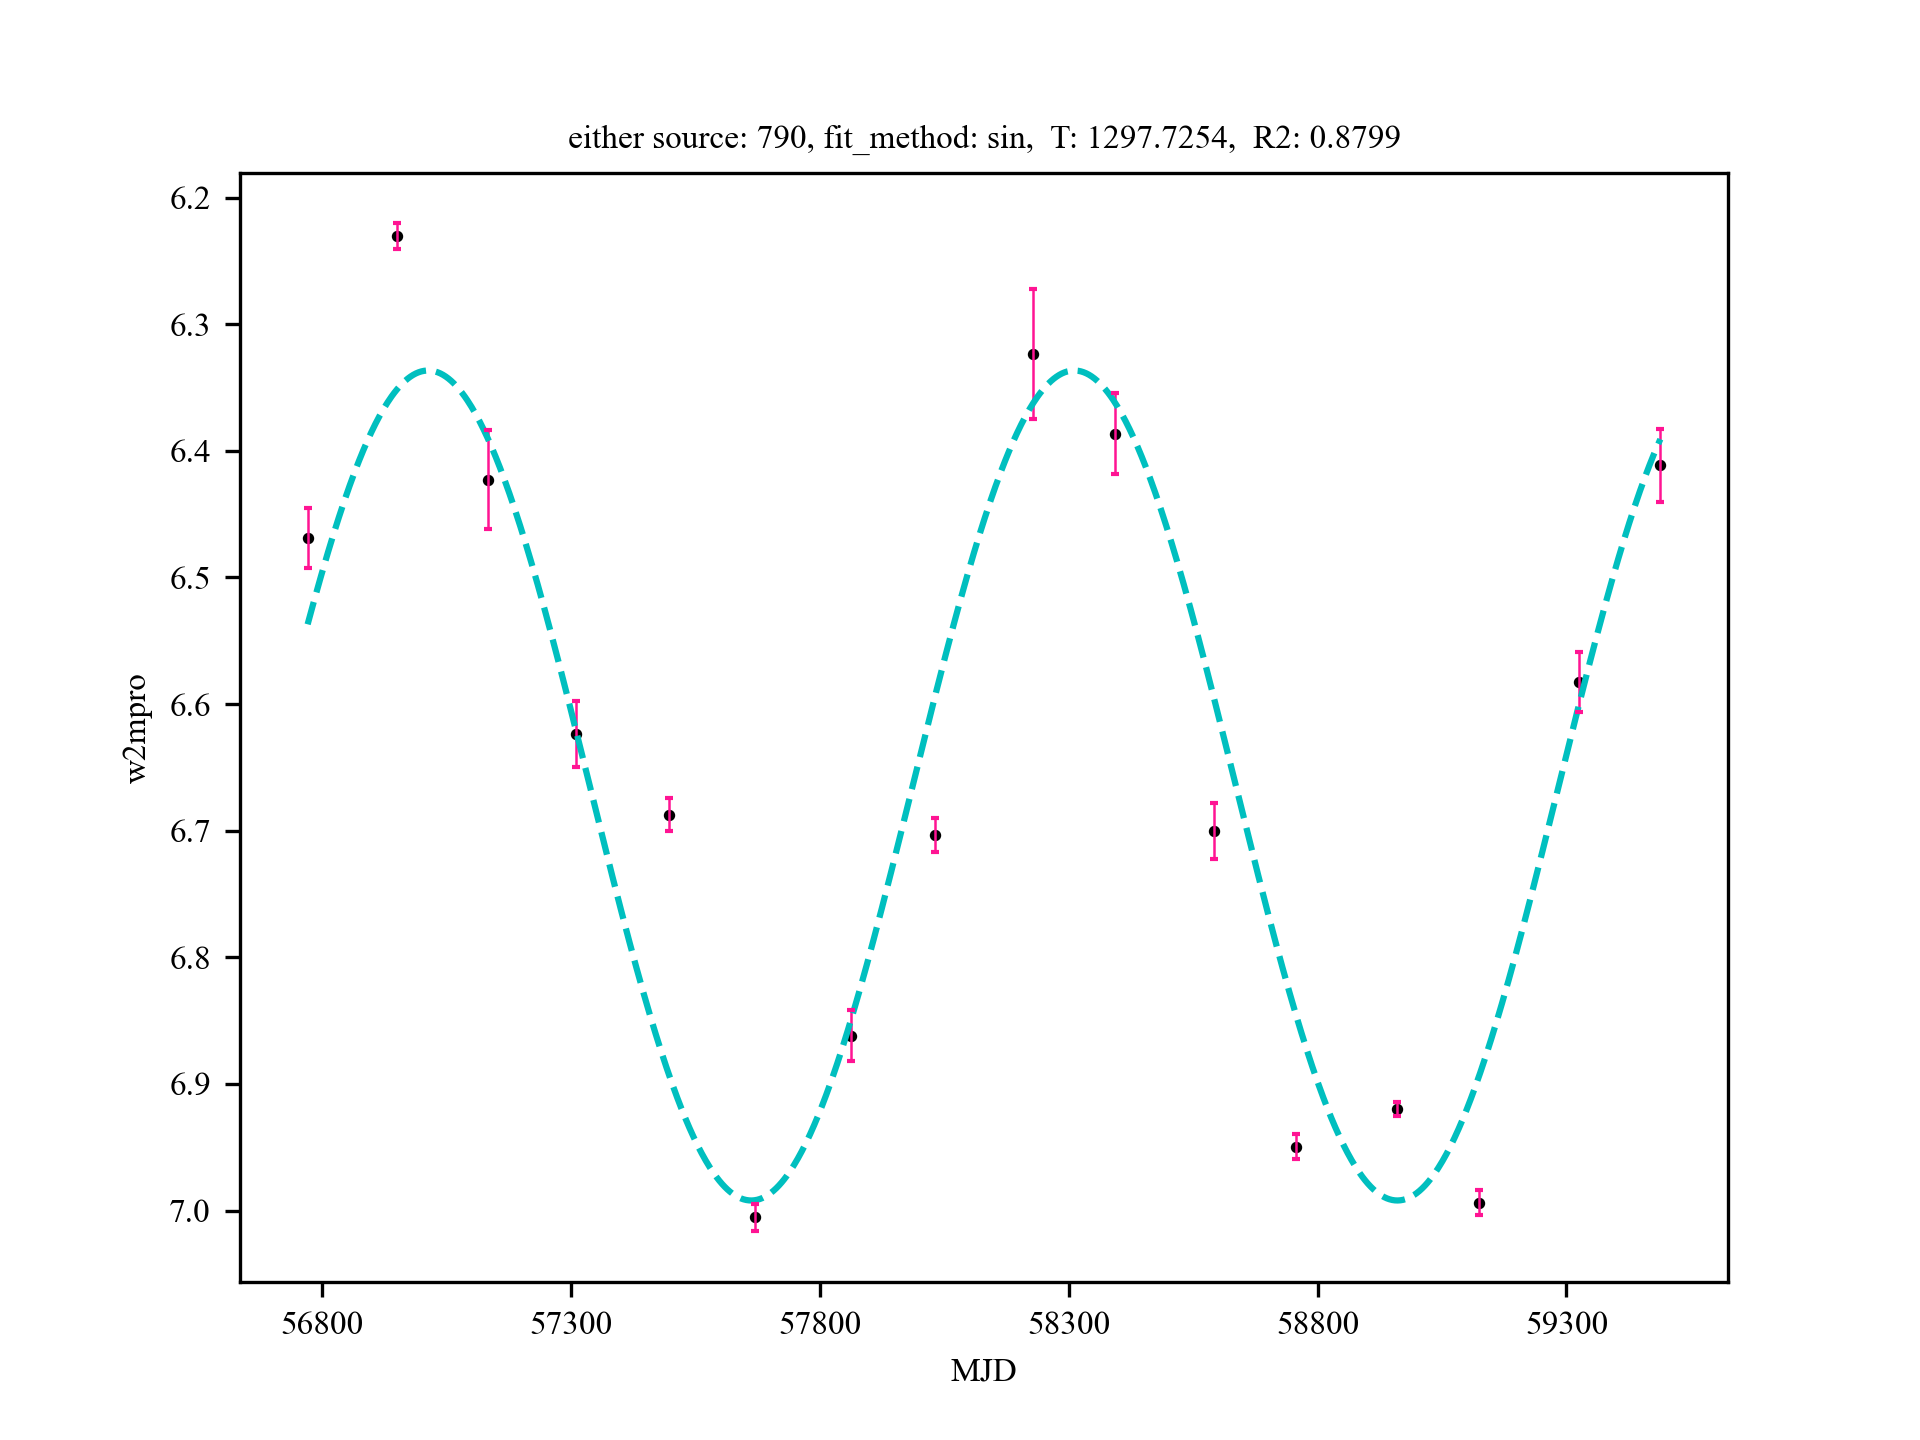 either source: 790, fit_method: sin,  T: 1297.7254,  R2: 0.8799
6.2
6.3
6.4
6.5
6.6
6.7
6.8
6.9
7.0
w2mpro
56800 57300 57800 58300 58800 59300
MJD